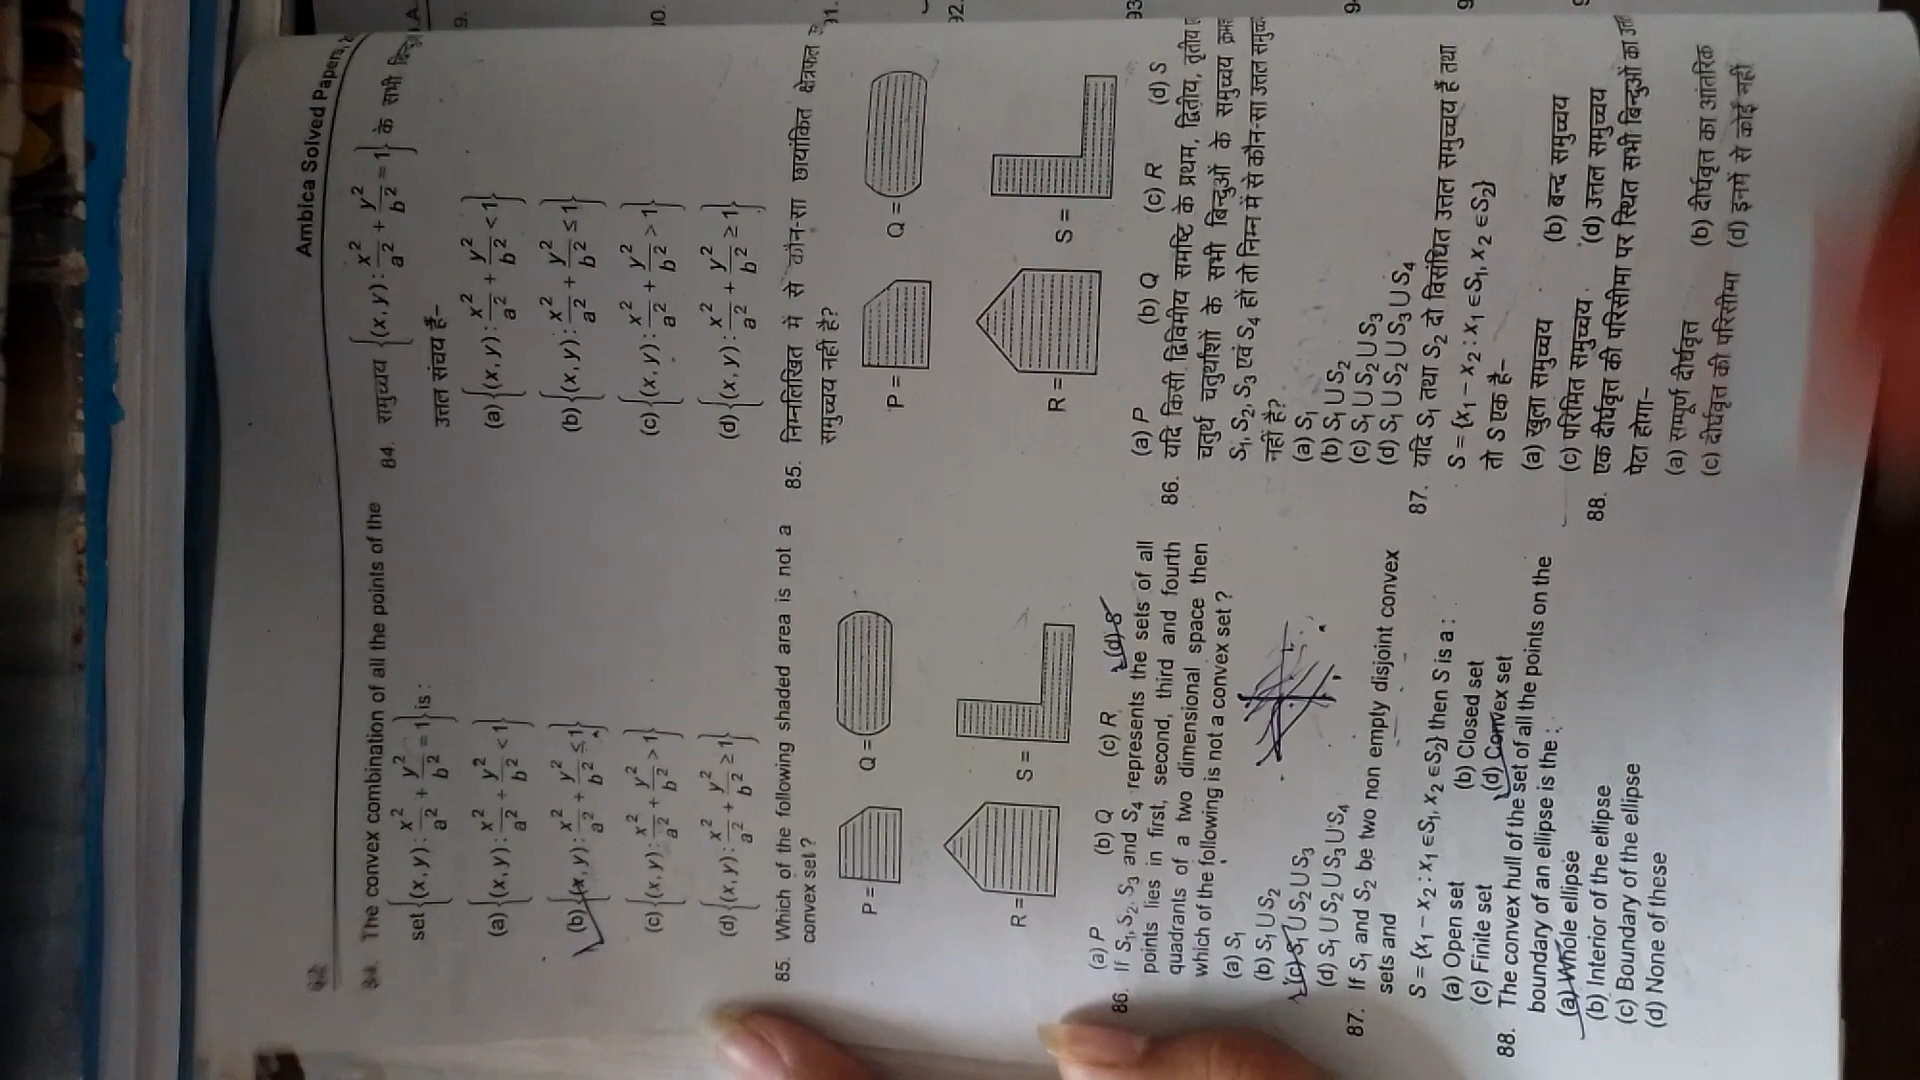 Ambica Solved Papers,
84. The convex combination of all the points of the
set {(x, y) : x²/a² + y²/b² = 1} is :
(a) {(x, y) : x²/a² + y²/b² < 1}
(b) {(x, y) : x²/a² + y²/b² ≤ 1}
(c) {(x, y) : x²/a² + y²/b² > 1}
(d) {(x, y) : x²/a² + y²/b² ≥ 1}
85. Which of the following shaded area is not a
convex set ?
P = Q =
R = S =
(a) P (b) Q (c) R (d) S
86. If S₁, S₂, S₃ and S₄ represents the sets of all
points lies in first, second, third and fourth
quadrants of a two dimensional space then
which of the following is not a convex set ?
(a) S₁
(b) S₁ U S₂
(c) S₁ U S₂ U S₃
(d) S₁ U S₂ U S₃ U S₄
87. If S₁ and S₂ be two non empty disjoint convex
sets and
S = {x₁ – x₂ : x₁ ∈ S₁, x₂ ∈ S₂} then S is a :
(a) Open set (b) Closed set
(c) Finite set (d) Convex set
88. The convex hull of the set of all the points on the
boundary of an ellipse is the :
(a) Whole ellipse
(b) Interior of the ellipse
(c) Boundary of the ellipse
(d) None of these
84. समुच्चय {(x, y) : x²/a² + y²/b² = 1} के सभी
उत्तल संचय हैं–
(a) {(x, y) : x²/a² + y²/b² < 1}
(b) {(x, y) : x²/a² + y²/b² ≤ 1}
(c) {(x, y) : x²/a² + y²/b² > 1}
(d) {(x, y) : x²/a² + y²/b² ≥ 1}
85. निम्नलिखित में से कौन-सा छायांकित क्षेत्रफल
समुच्चय नहीं है?
P = Q =
R = S =
(a) P (b) Q (c) R (d) S
86. यदि किसी द्विविमीय समष्टि के प्रथम, द्वितीय, तृतीय
चतुर्थ चतुर्थांशों के सभी बिन्दुओं के समुच्चय
S₁, S₂, S₃ एवं S₄ हों तो निम्न में से कौन-सा उत्तल
नहीं है?
(a) S₁
(b) S₁ U S₂
(c) S₁ U S₂ U S₃
(d) S₁ U S₂ U S₃ U S₄
87. यदि S₁ तथा S₂ दो विसंधित उत्तल समुच्चय हैं तथा
S = {x₁ – x₂ : x₁ ∈ S₁, x₂ ∈ S₂}
तो S एक है–
(a) खुला समुच्चय (b) बन्द समुच्चय
(c) परिमित समुच्चय (d) उत्तल समुच्चय
88. एक दीर्घवृत्त की परिसीमा पर स्थित सभी बिन्दुओं का
पेटा होगा–
(a) सम्पूर्ण दीर्घवृत्त (b) दीर्घवृत्त का आंतरिक
(c) दीर्घवृत्त की परिसीमा (d) इनमें से कोई नहीं